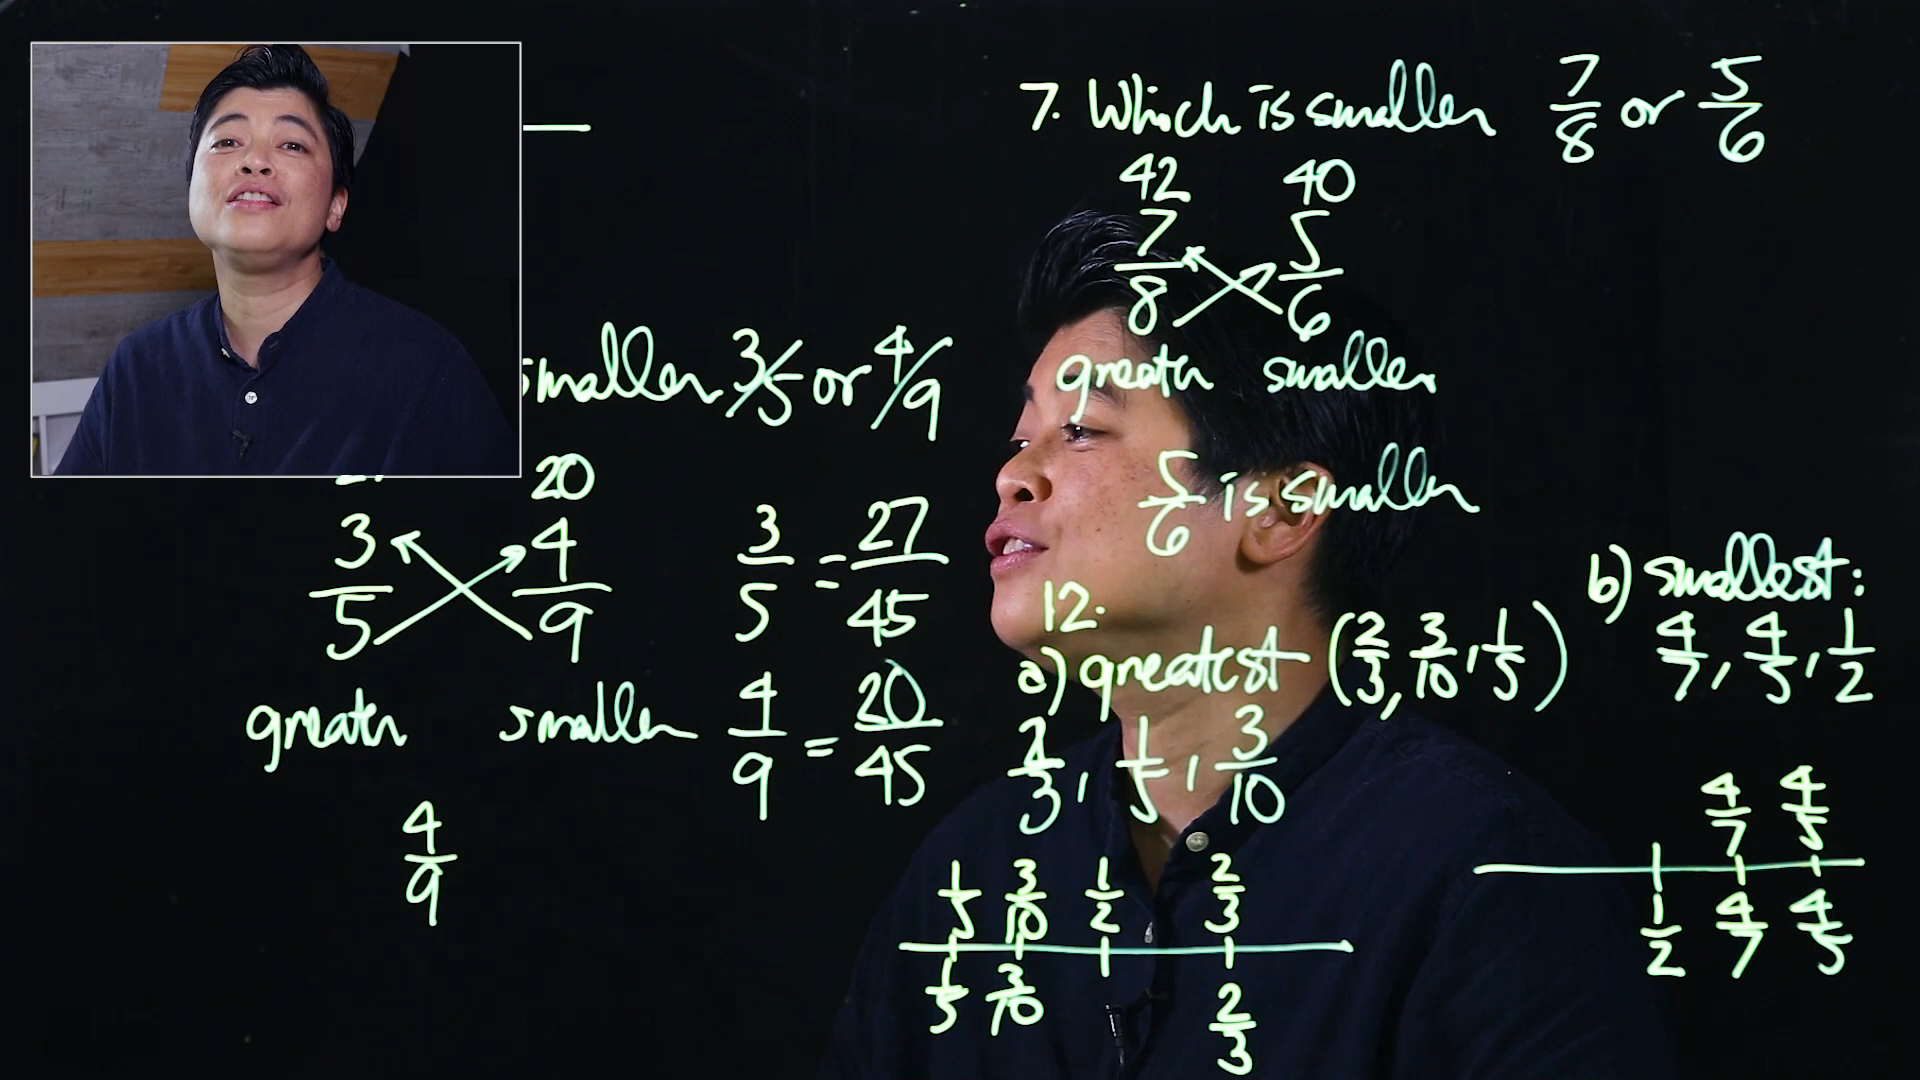 smaller 3/5 or 4/9
20
3/5 4/9
greater smaller
4/9
3/5 = 27/45
4/9 = 20/45
7. Which is smaller 7/8 or 5/6
42 40
7/8 5/6
greater smaller
5/6 is smaller
12.
a) greatest (2/3, 3/10, 1/5)
2/3, 1/5, 3/10
1/5 3/10 1/2 2/3
1/5 3/10 2/3
b) smallest:
4/7, 4/5, 1/2
4/7 4/5
1/2 4/7 4/5